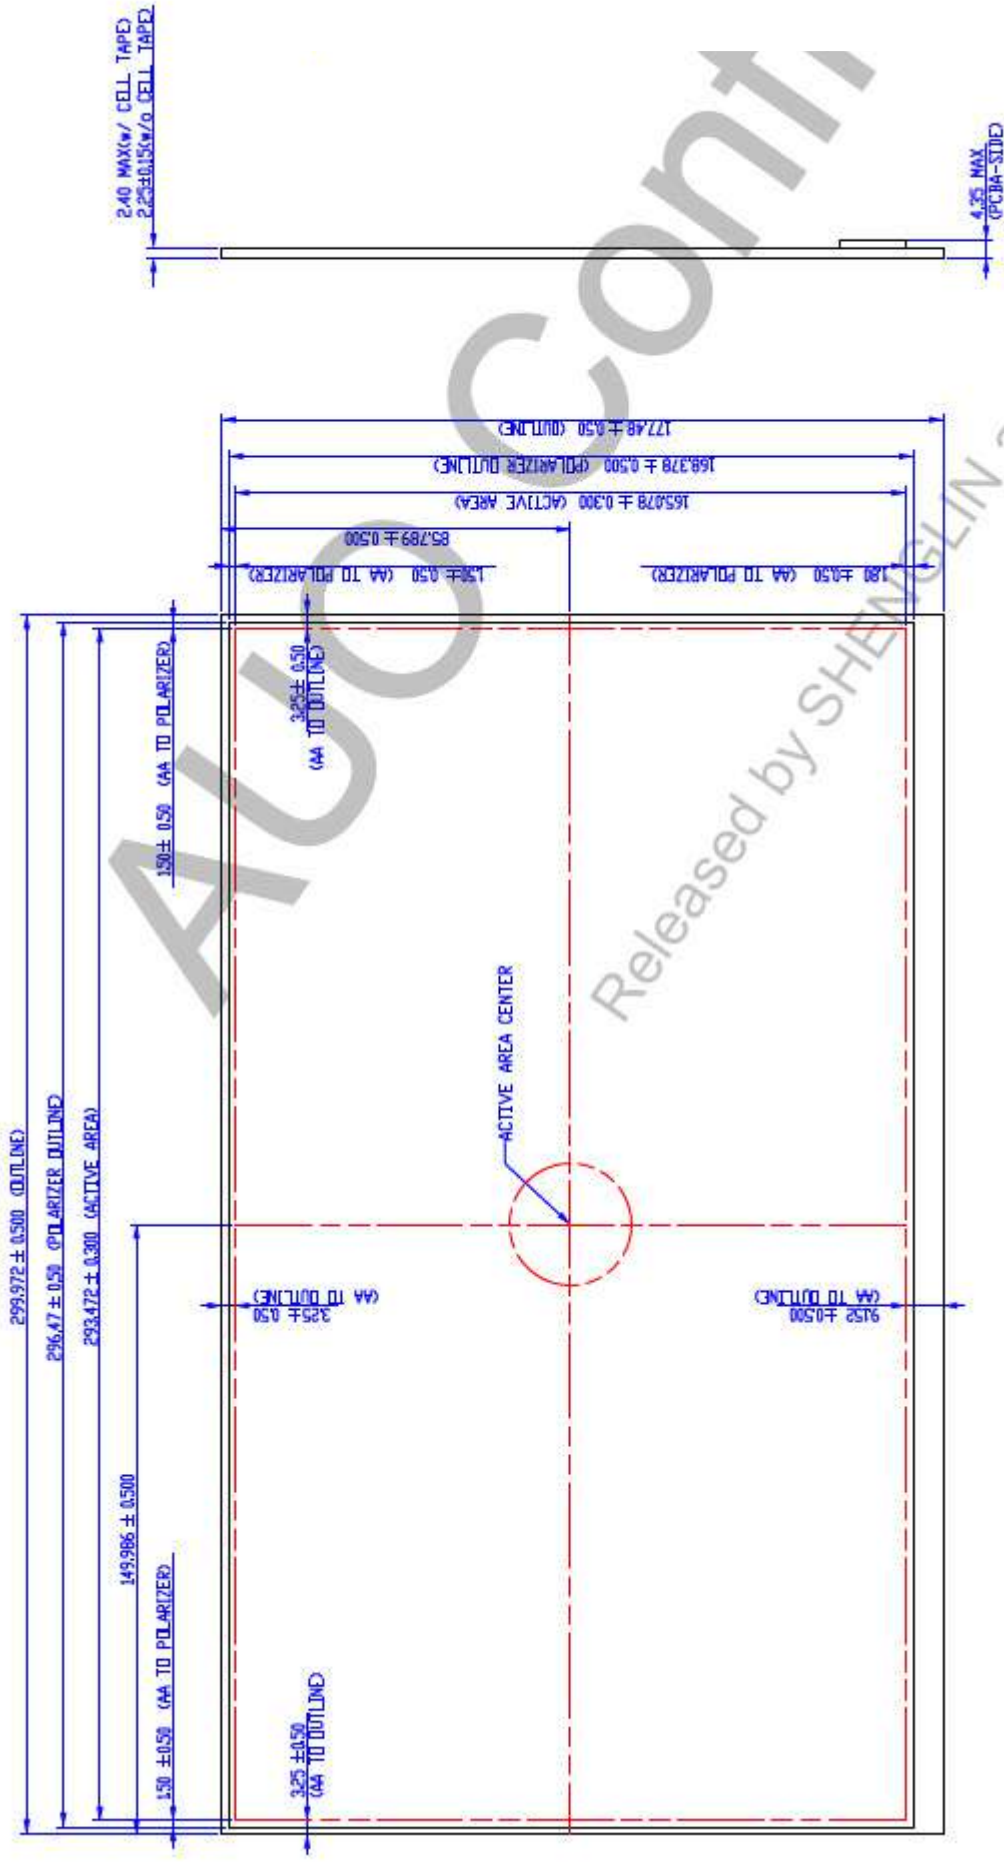 2.40 MAX(w/ CELL TAPE)
2.25±0.15(w/o CELL TAPE)
4.35 MAX
(PCBA-SIDE)
299.972 ± 0.500 (OUTLINE)
296.47 ± 0.50 (POLARIZER OUTLINE)
293.472 ± 0.300 (ACTIVE AREA)
149.986 ± 0.500
1.50 ±0.50 (AA TO POLARIZER)
1.50± 0.50 (AA TO POLARIZER)
3.25 ±0.50
(AA TO OUTLINE)
3.25± 0.50
(AA TO OUTLINE)
177.48 ± 0.50 (OUTLINE)
168.378 ± 0.500 (POLARIZER OUTLINE)
165.078 ± 0.300 (ACTIVE AREA)
85.789 ± 0.500
1.50± 0.50 (AA TO POLARIZER)
1.80 ±0.50 (AA TO POLARIZER)
3.25± 0.50
(AA TO OUTLINE)
9.152 ±0.500
(AA TO OUTLINE)
ACTIVE AREA CENTER
AUO Confi
Released by SHENGLIN